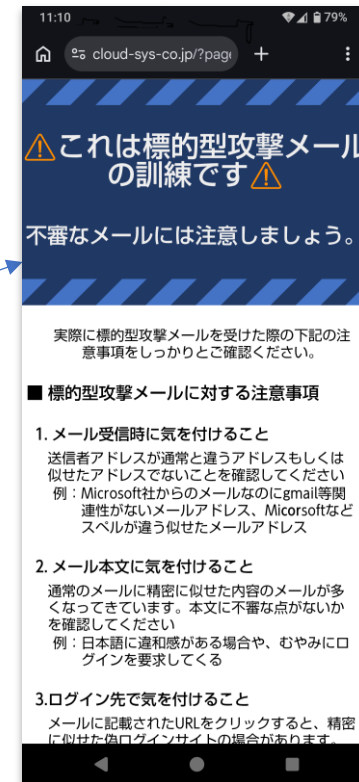 11:10
79%
cloud-sys-co.jp/?page
これは標的型攻撃メール
の訓練です
不審なメールには注意しましょう。
実際に標的型攻撃メールを受けた際の下記の注
意事項をしっかりとご確認ください。
■ 標的型攻撃メールに対する注意事項
1. メール受信時に気を付けること
送信者アドレスが通常と違うアドレスもしくは
似せたアドレスでないことを確認してください
例：Microsoft社からのメールなのにgmail等関
連性がないメールアドレス、Micorsoftなど
スペルが違う似せたメールアドレス
2. メール本文に気を付けること
通常のメールに精密に似せた内容のメールが多
くなってきています。本文に不審な点がないか
を確認してください
例：日本語に違和感がある場合や、むやみにロ
グインを要求してくる
3.ログイン先で気を付けること
メールに記載されたURLをクリックすると、精密
に似せた偽ログインサイトの場合があります。